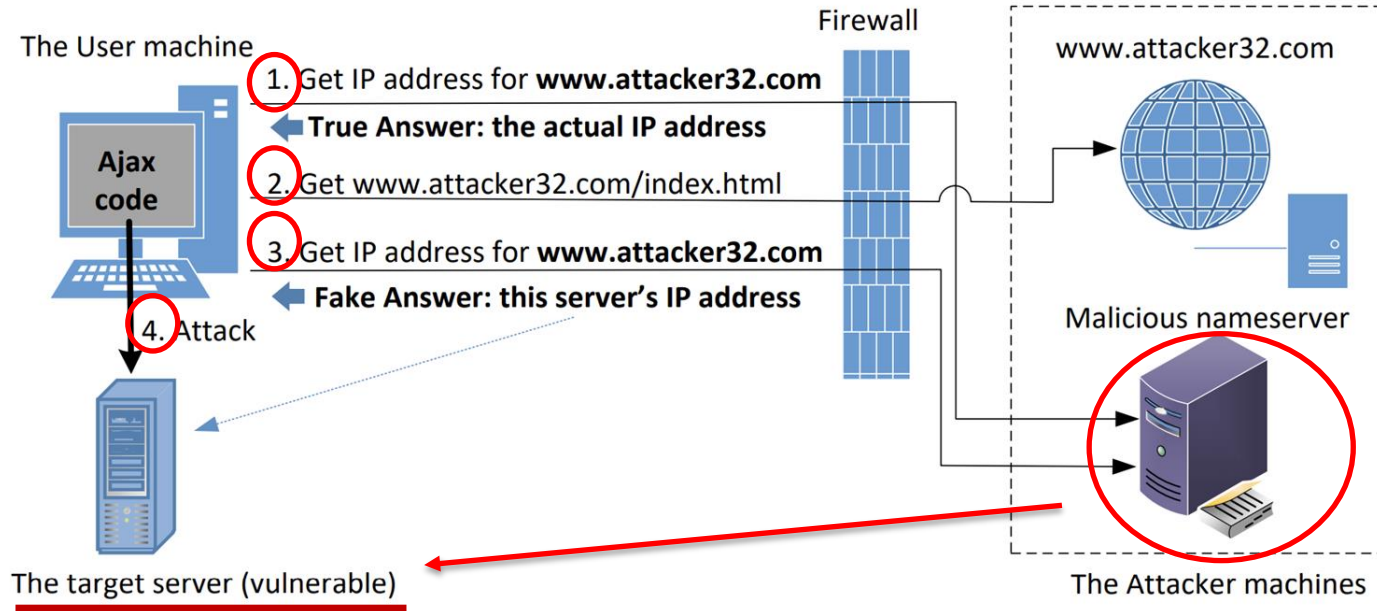 Firewall
The User machine
www.attacker32.com
1. Get IP address for www.attacker32.com
True Answer: the actual IP address
Ajax
code
2. Get www.attacker32.com/index.html
3. Get IP address for www.attacker32.com
Fake Answer: this server's IP address
4. Attack
Malicious nameserver
The target server (vulnerable)
The Attacker machines